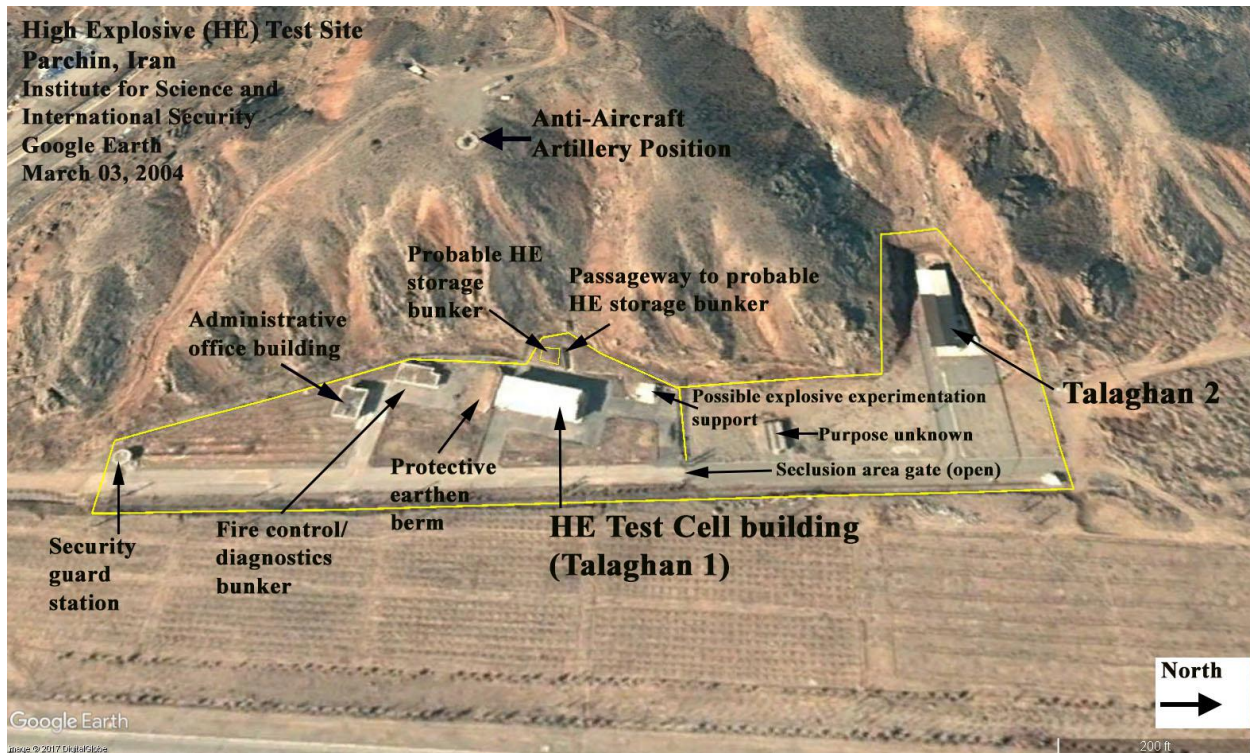 High Explosive (HE) Test Site
Parchin, Iran
Institute for Science and
International Security
Google Earth
March 03, 2004
Anti-Aircraft
Artillery Position
Probable HE
storage
bunker
Passageway to probable
HE storage bunker
Administrative
office building
Possible explosive experimentation
support
Talaghan 2
Purpose unknown
Seclusion area gate (open)
Protective
earthen
berm
HE Test Cell building
(Talaghan 1)
Fire control/
diagnostics
bunker
Security
guard
station
North
Google Earth
Image © 2017 DigitalGlobe
200 ft